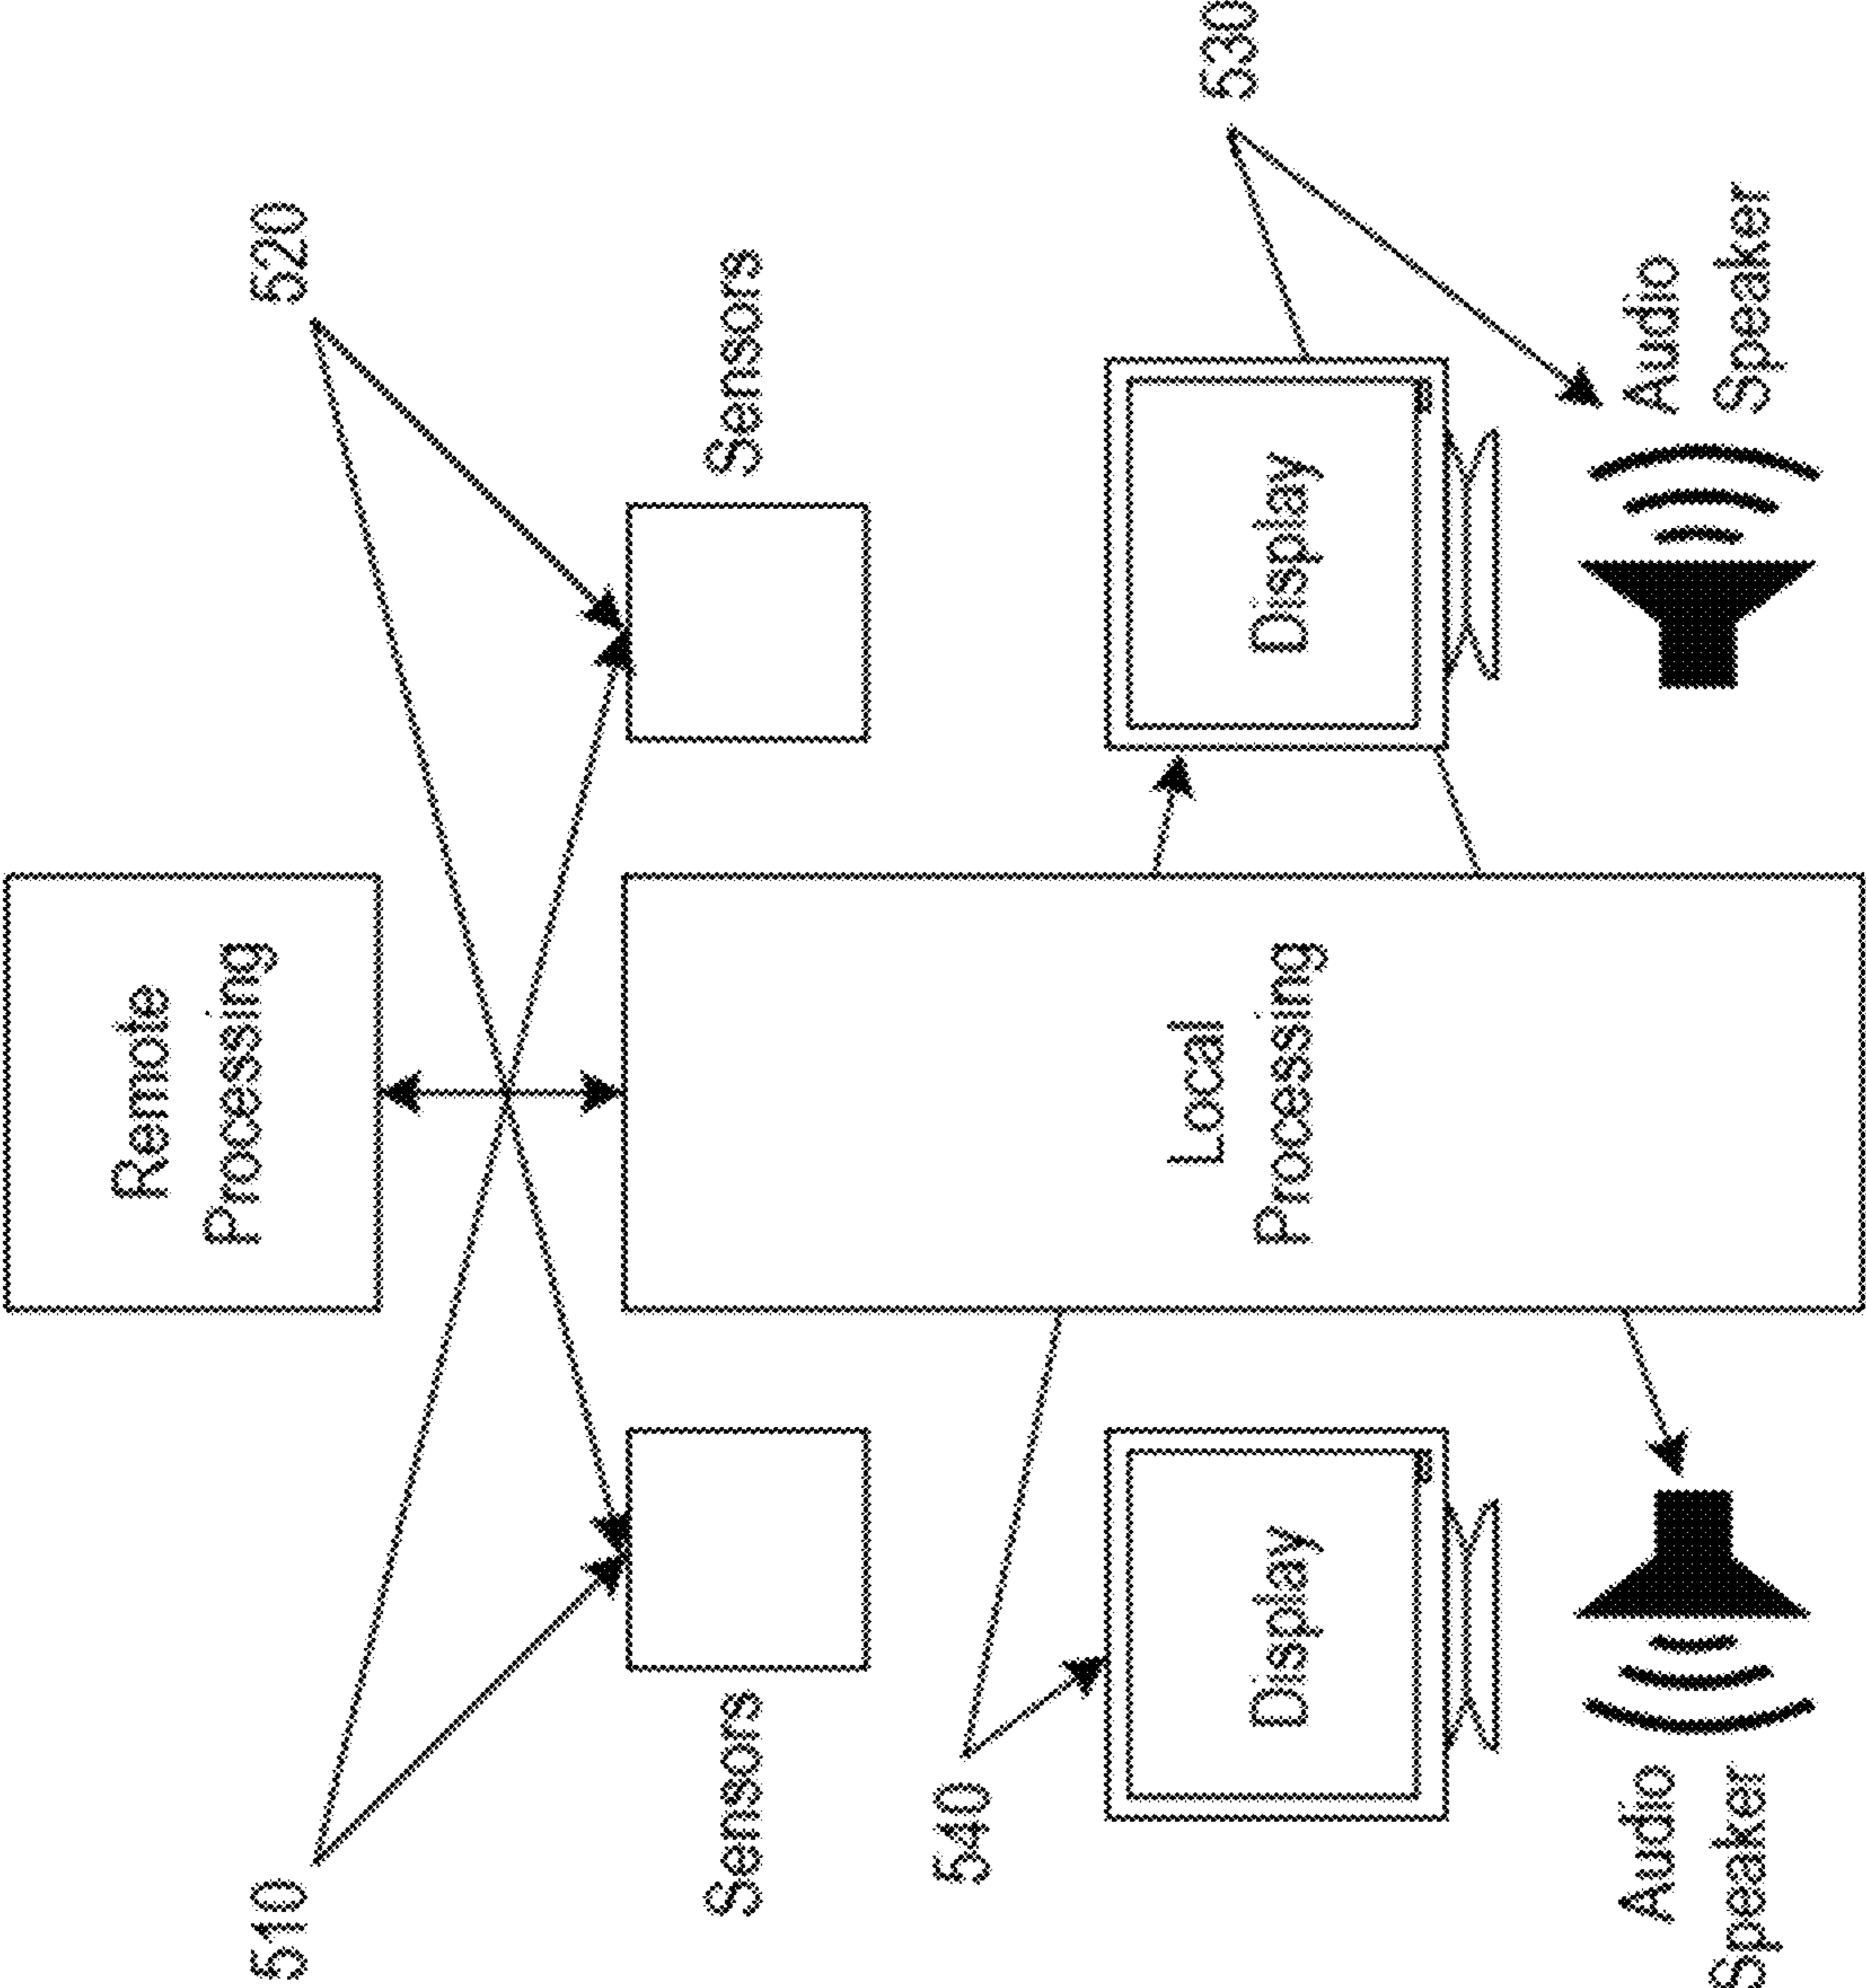 Remote
Processing
510
520
Sensors
Sensors
540
Local
Processing
530
Display
Display
Audio
Speaker
Audio
Speaker